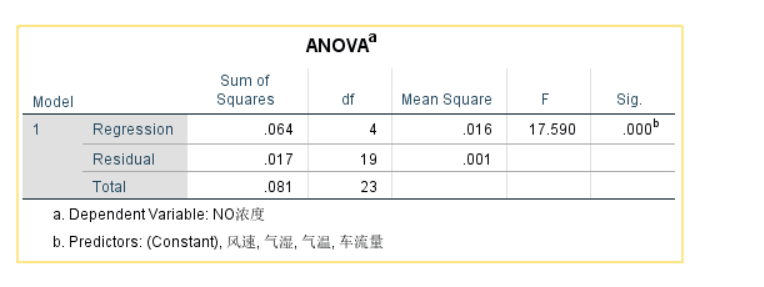 ANOVAa
Model Sum of Squares df Mean Square F Sig.
1 Regression .064 4 .016 17.590 .000b
Residual .017 19 .001
Total .081 23
a. Dependent Variable: NO浓度
b. Predictors: (Constant), 风速, 气湿, 气温, 车流量